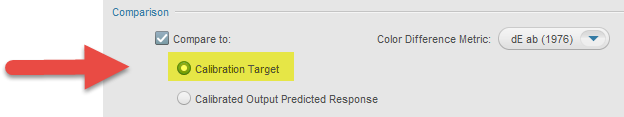 Comparison
Compare to: Color Difference Metric: dE ab (1976)
Calibration Target
Calibrated Output Predicted Response